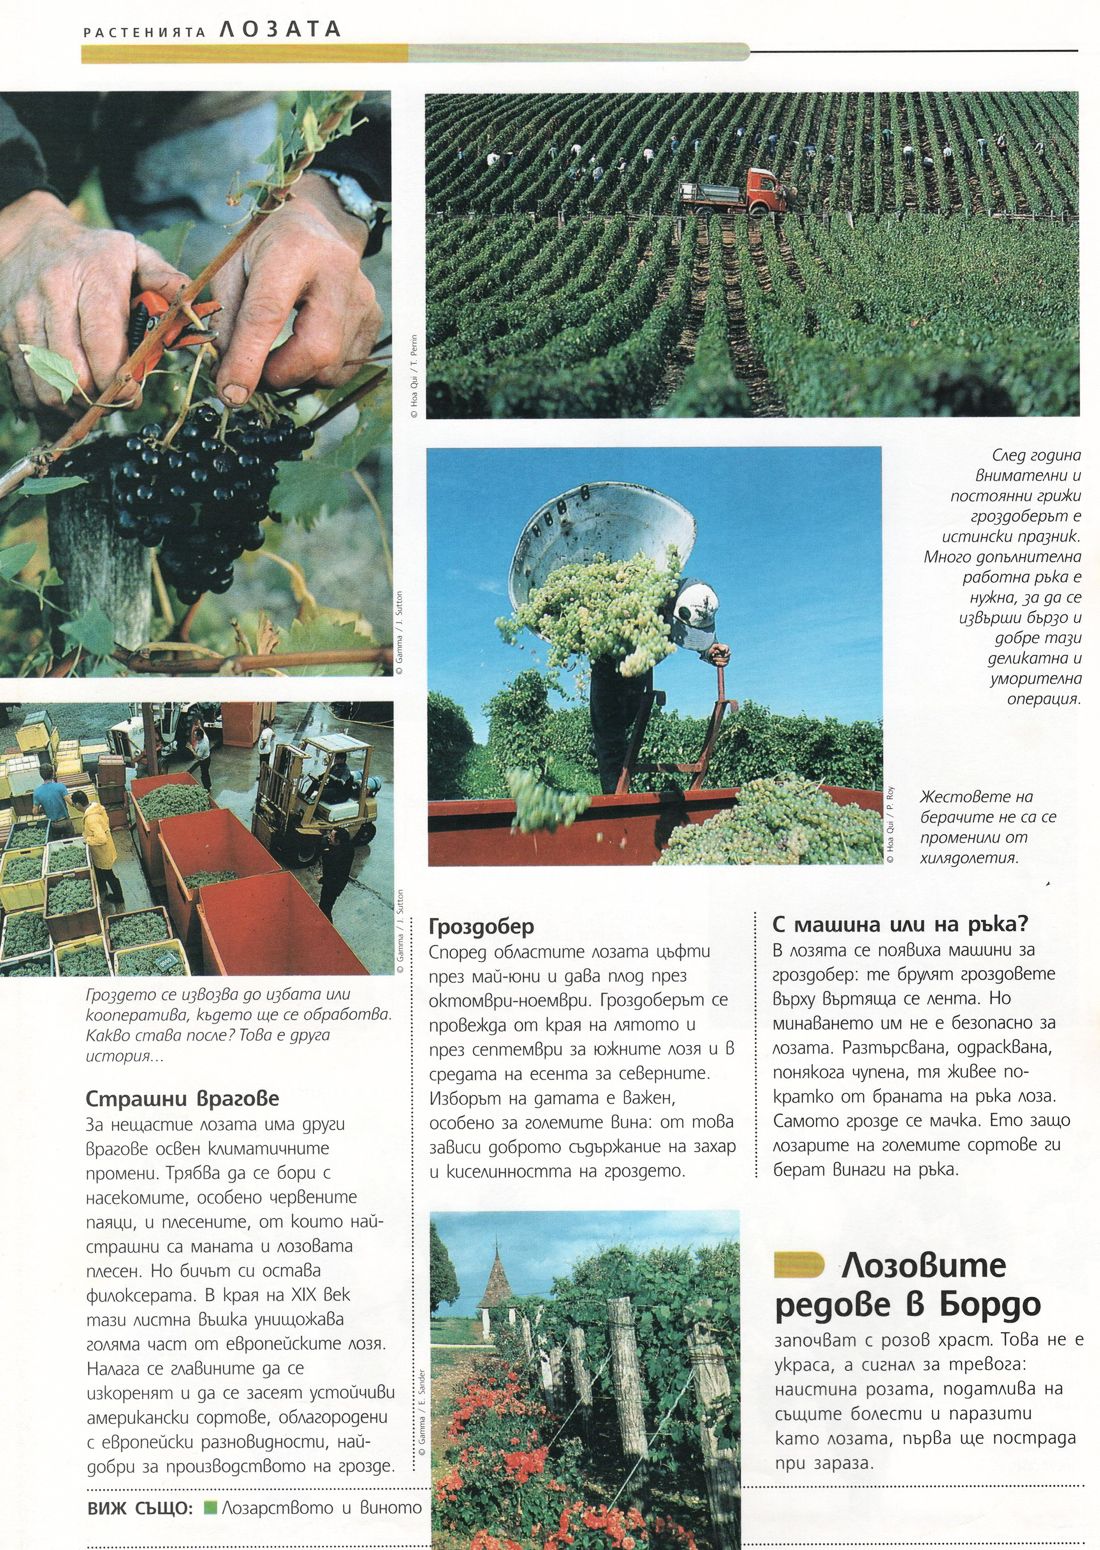 РАСТЕНИЯТА ЛОЗАТА
© Gamma / J. Sutton
© Hoa Qui / T. Perrin
След година
внимателни и
постоянни грижи
гроздоберът е
истински празник.
Много допълнителна
работна ръка е
нужна, за да се
извърши бързо и
добре тази
деликатна и
уморителна
операция.
© Hoa Qui / P. Roy
Жестовете на
берачите не са се
променили от
хилядолетия.
© Gamma / J. Sutton
Гроздето се извозва до избата или
кооператива, където ще се обработва.
Какво става после? Това е друга
история...
Страшни врагове
За нещастие лозата има други
врагове освен климатичните
промени. Трябва да се бори с
насекомите, особено червените
паяци, и плесените, от които най-
страшни са маната и лозовата
плесен. Но бичът си остава
филоксерата. В края на XIX век
тази листна въшка унищожава
голяма част от европейските лозя.
Налага се главините да се
изкоренят и да се засеят устойчиви
американски сортове, облагородени
с европейски разновидности, най-
добри за производството на грозде.
Гроздобер
Според областите лозата цъфти
през май-юни и дава плод през
октомври-ноември. Гроздоберът се
провежда от края на лятото и
през септември за южните лозя и в
средата на есента за северните.
Изборът на датата е важен,
особено за големите вина: от това
зависи доброто съдържание на захар
и киселинността на гроздето.
С машина или на ръка?
В лозята се появиха машини за
гроздобер: те брулят гроздовете
върху въртяща се лента. Но
минаването им не е безопасно за
лозата. Разтърсвана, одрасквана,
понякога чупена, тя живее по-
кратко от браната на ръка лоза.
Самото грозде се мачка. Ето защо
лозарите на големите сортове ги
берат винаги на ръка.
© Gamma / E. Sander
Лозовите
редове в Бордо
започват с розов храст. Това не е
украса, а сигнал за тревога:
наистина розата, податлива на
същите болести и паразити
като лозата, първа ще пострада
при зараза.
ВИЖ СЪЩО: Лозарството и виното